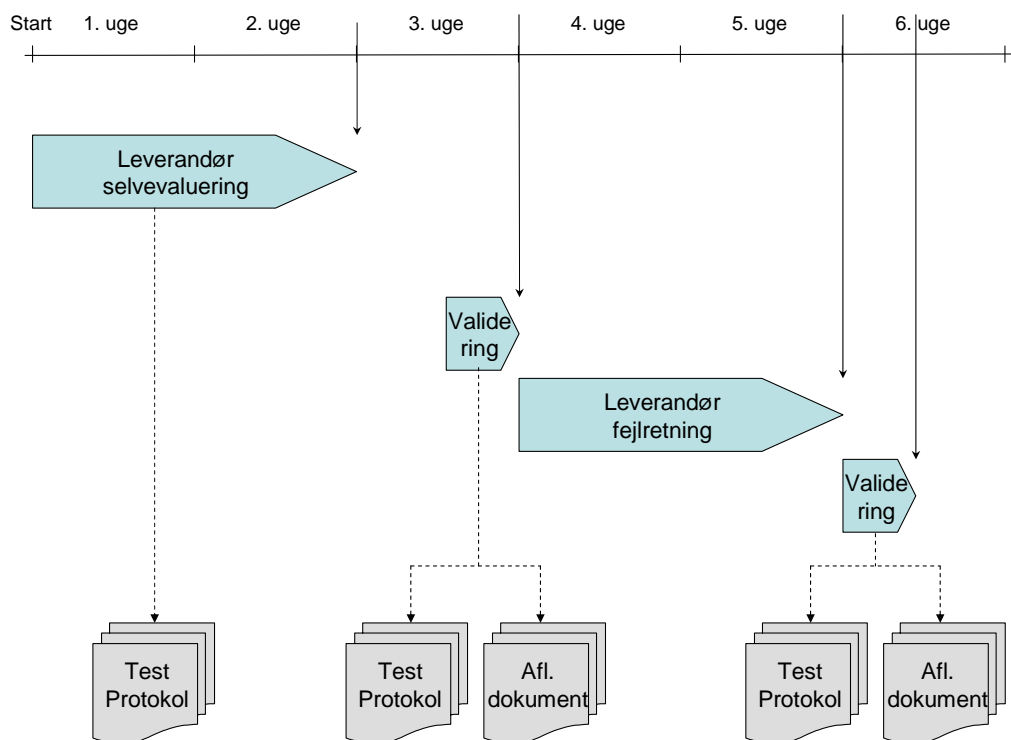 Start 1. uge 2. uge 3. uge 4. uge 5. uge 6. uge
Leverandør
selvevaluering
Valide
ring
Leverandør
fejlretning
Valide
ring
Test
Protokol
Test
Protokol
Afl.
dokument
Test
Protokol
Afl.
dokument